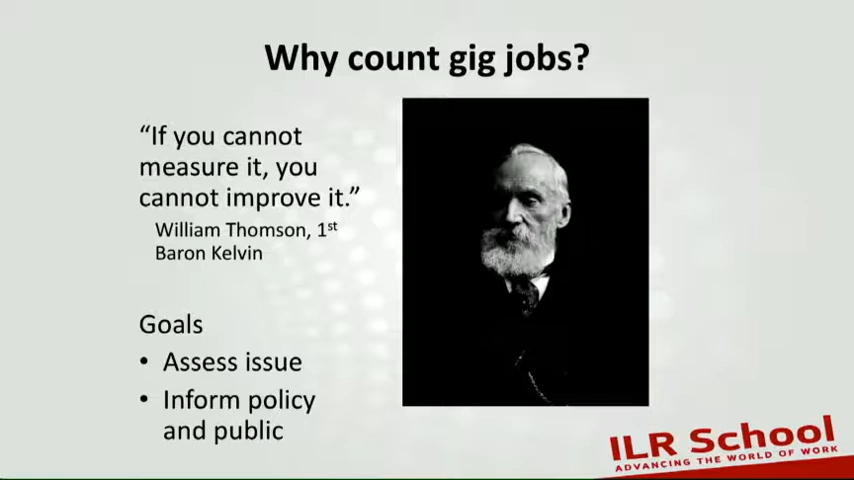 Why count gig jobs?
“If you cannot
measure it, you
cannot improve it.”
William Thomson, 1st
Baron Kelvin
Goals
• Assess issue
• Inform policy
and public
ILR School
ADVANCING THE WORLD OF WORK